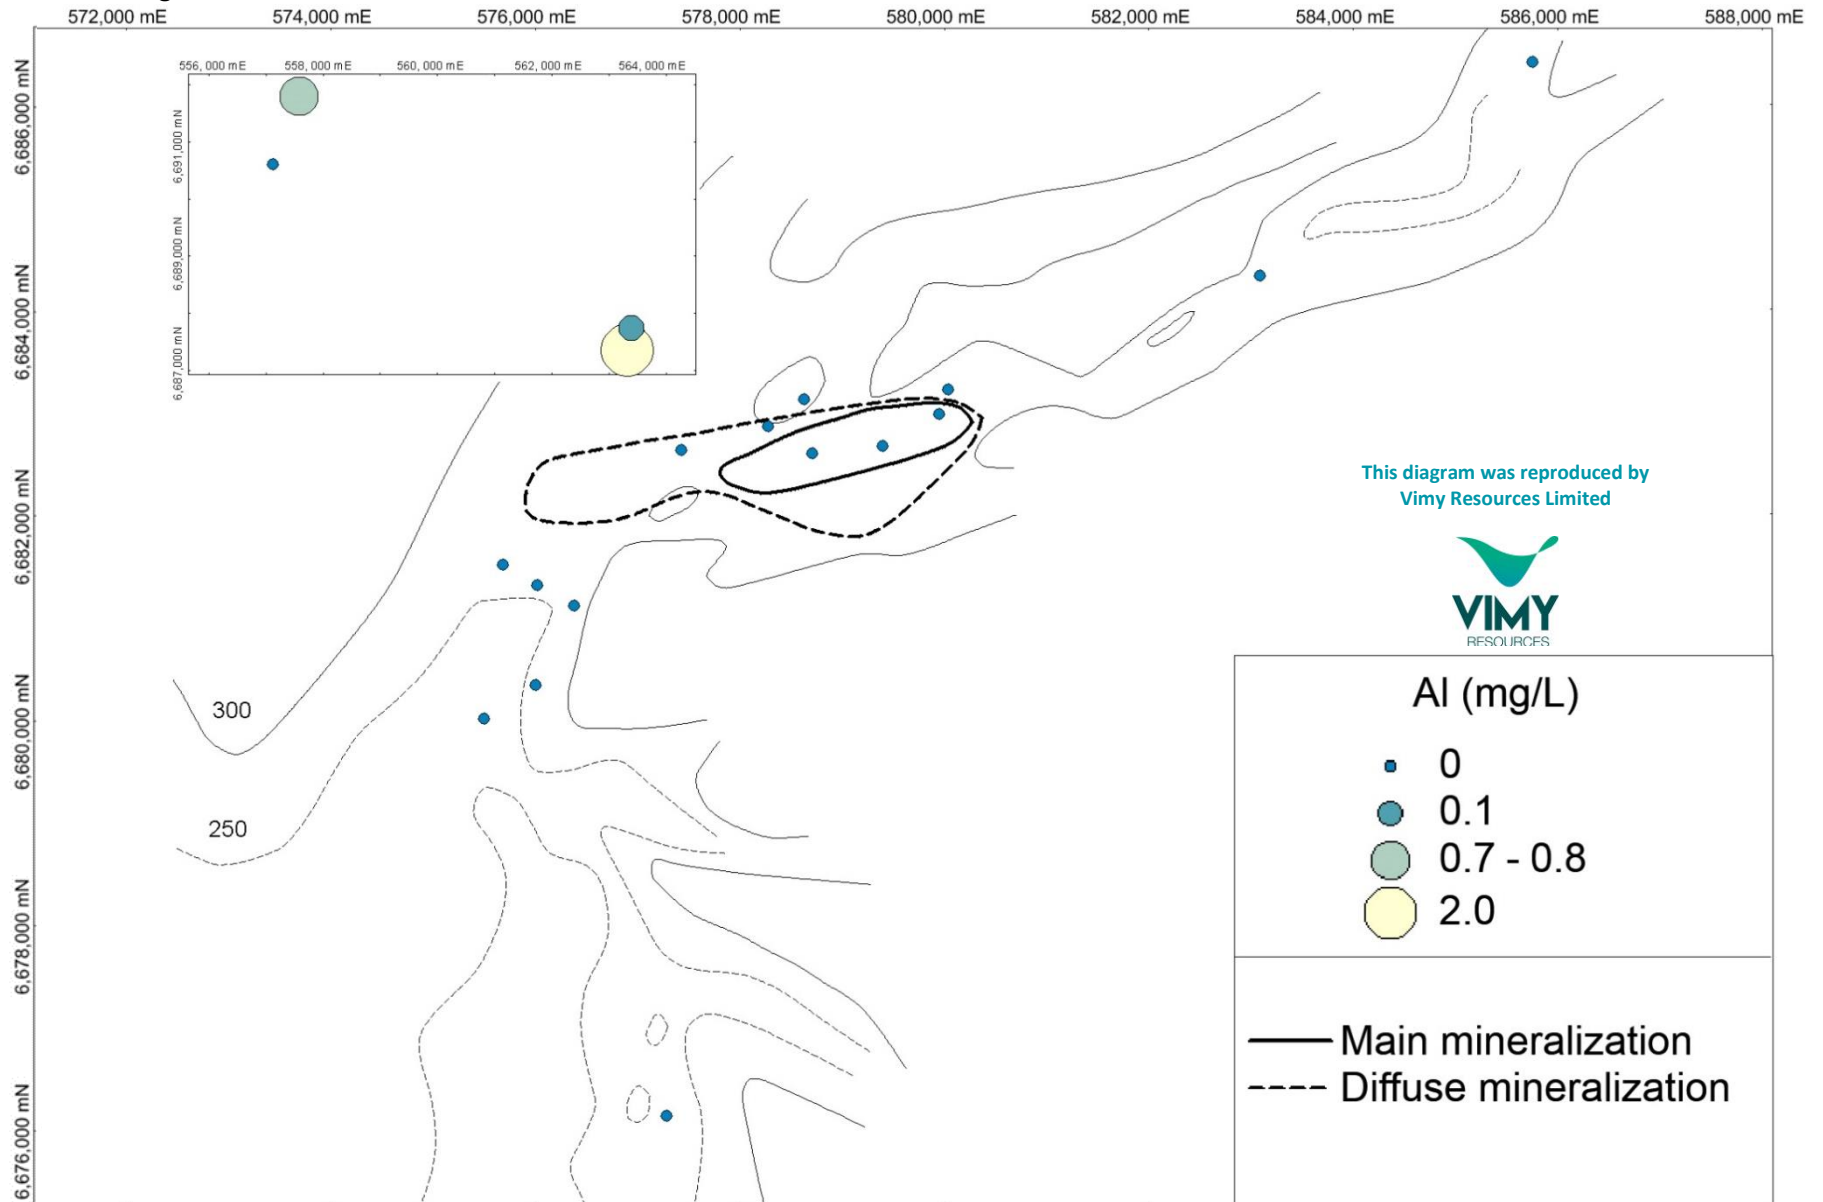 572,000 mE 574,000 mE 576,000 mE 578,000 mE 580,000 mE 582,000 mE 584,000 mE 586,000 mE 588,000 mE
556,000 mE 558,000 mE 560,000 mE 562,000 mE 564,000 mE
6,691,000 mN
6,689,000 mN
6,687,000 mN
6,686,000 mN
6,684,000 mN
6,682,000 mN
6,680,000 mN
6,678,000 mN
6,676,000 mN
300
250
This diagram was reproduced by
Vimy Resources Limited
VIMY
RESOURCES
Al (mg/L)
0
0.1
0.7 - 0.8
2.0
Main mineralization
Diffuse mineralization